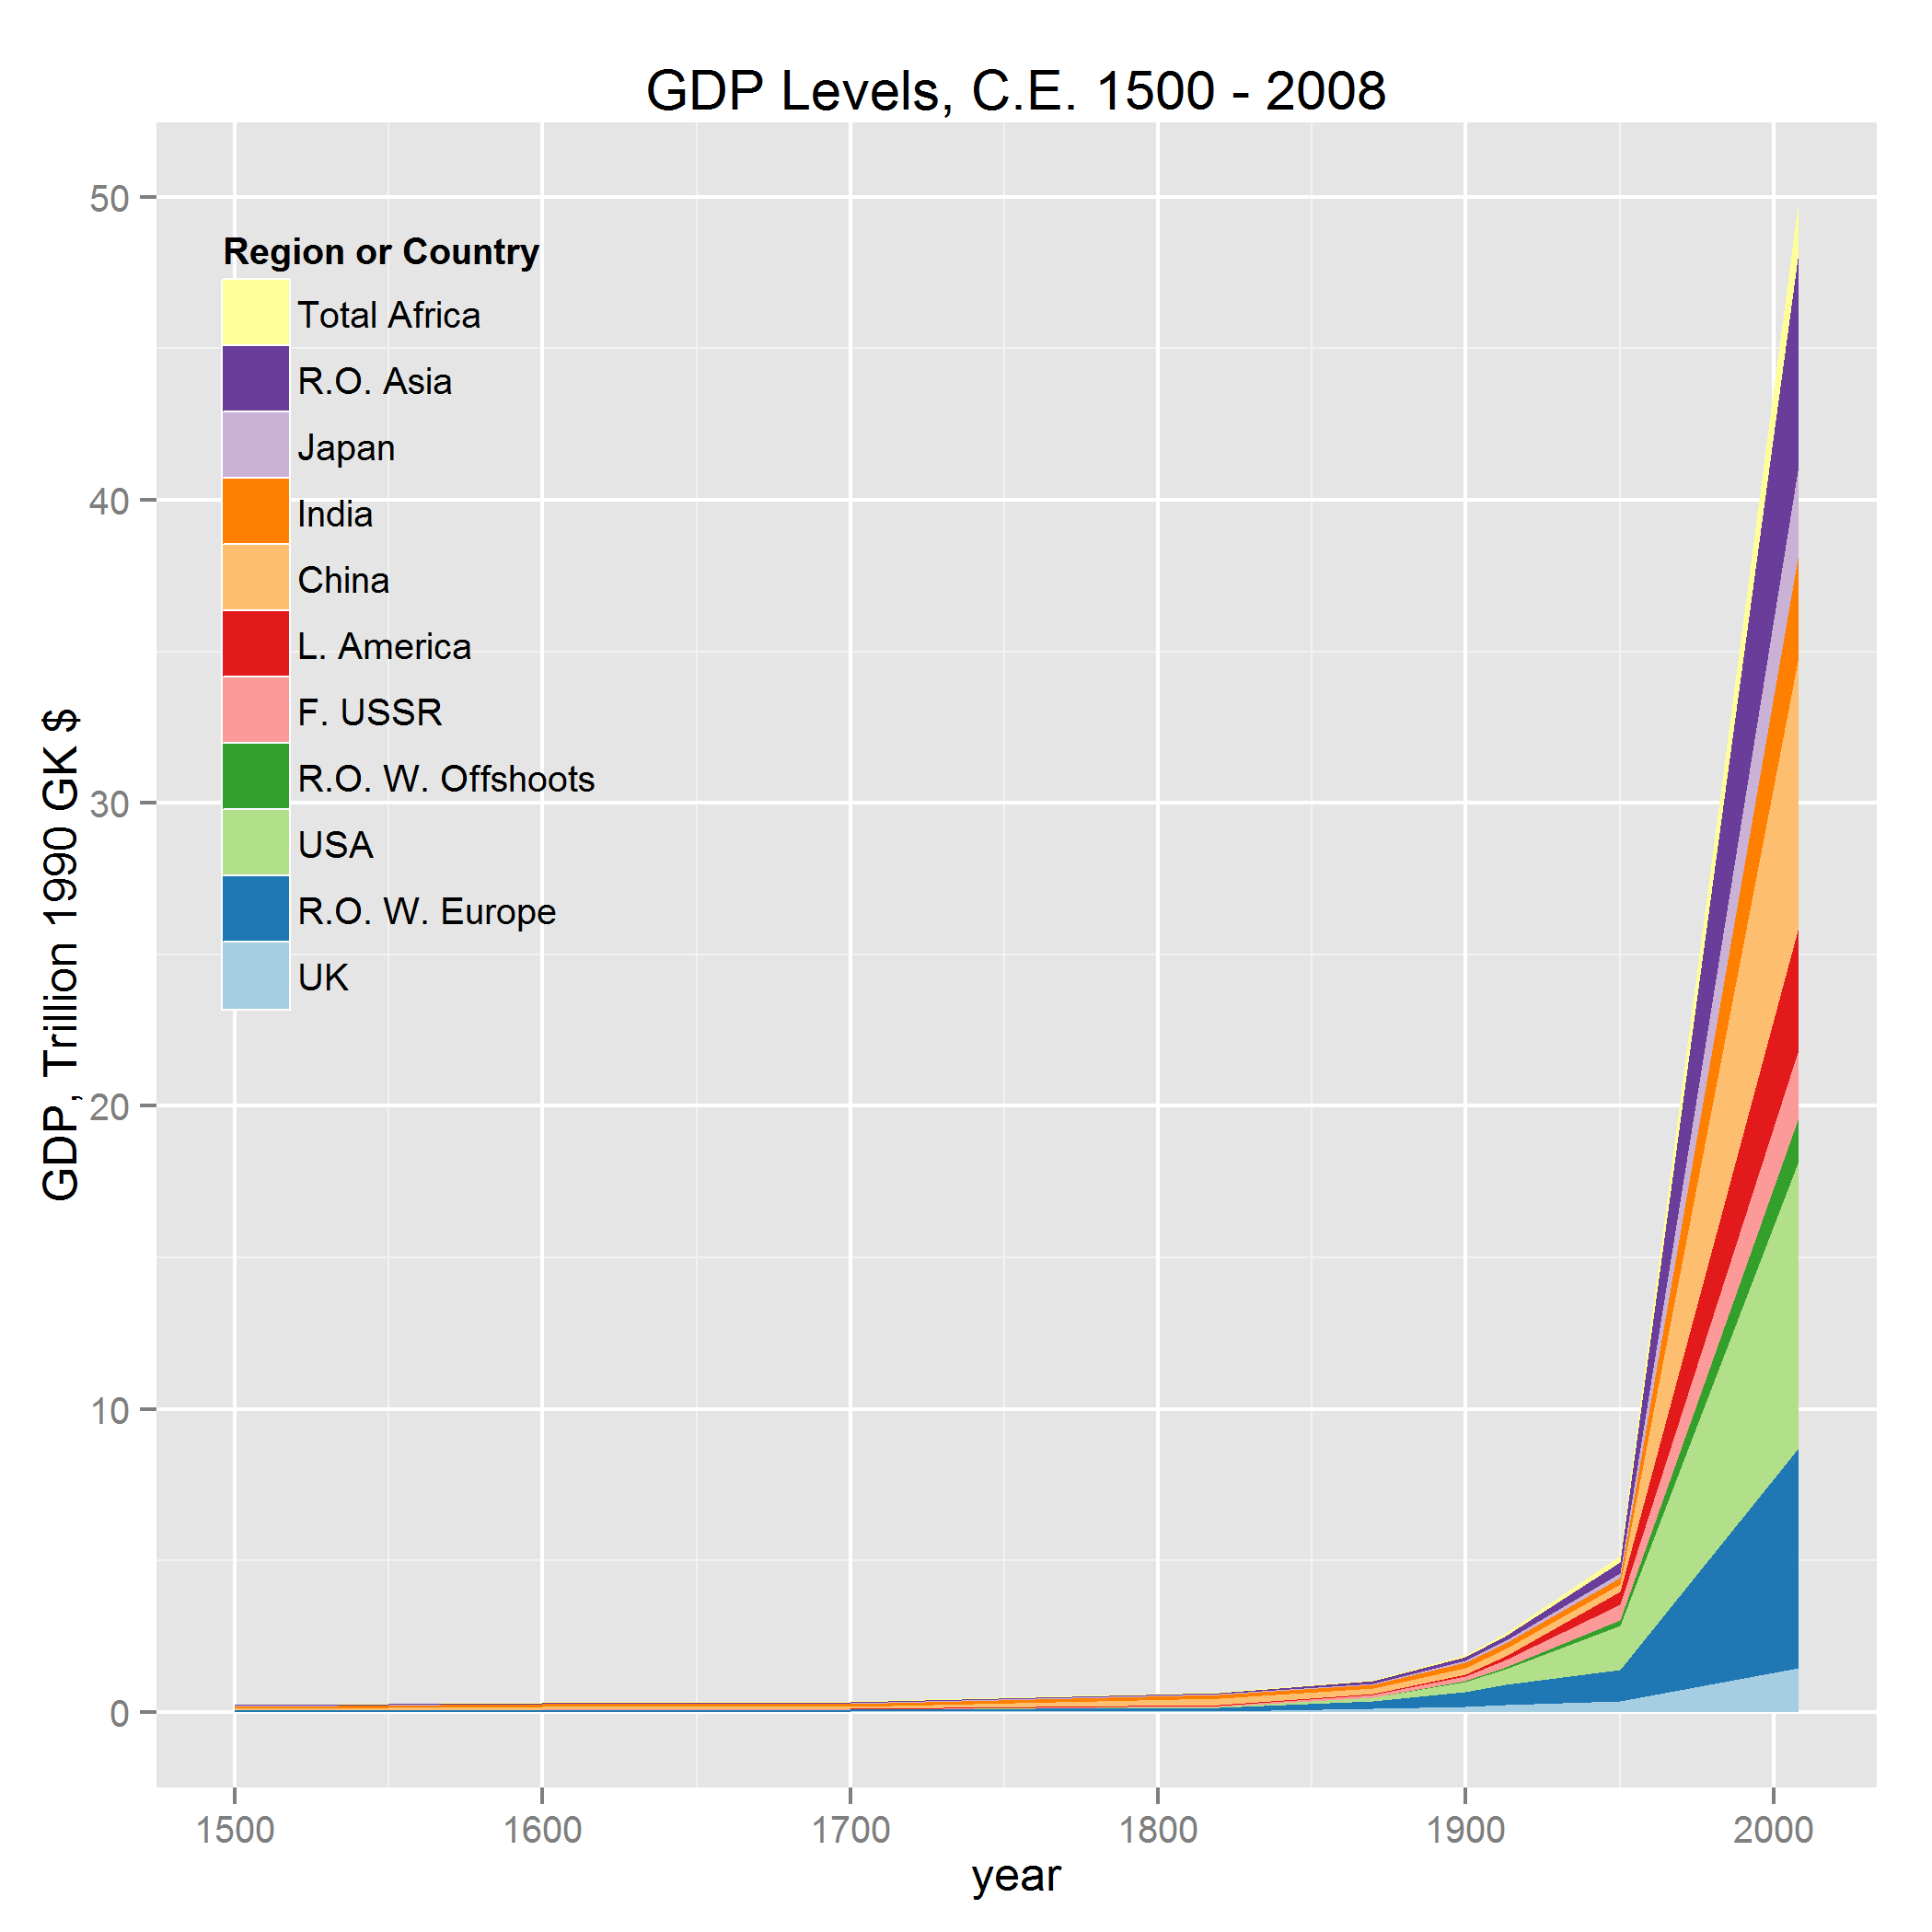 GDP Levels, C.E. 1500 - 2008
GDP, Trillion 1990 GK $
50
40
30
20
10
0
Region or Country
Total Africa
R.O. Asia
Japan
India
China
L. America
F. USSR
R.O. W. Offshoots
USA
R.O. W. Europe
UK
1500 1600 1700 1800 1900 2000
year